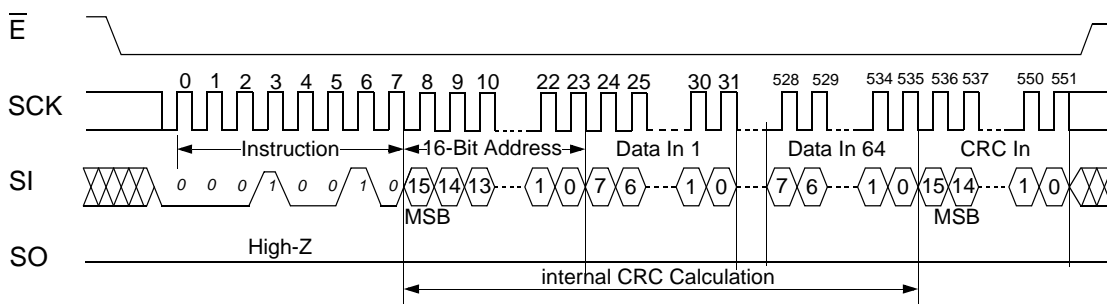 E
SCK 0 1 2 3 4 5 6 7 8 9 10 22 23 24 25 30 31 528 529 534 535 536 537 550 551
Instruction 16-Bit Address Data In 1 Data In 64 CRC In
SI 0 0 0 1 0 0 1 0 15 14 13 1 0 7 6 1 0 7 6 1 0 15 14 1 0
MSB MSB
SO High-Z
internal CRC Calculation